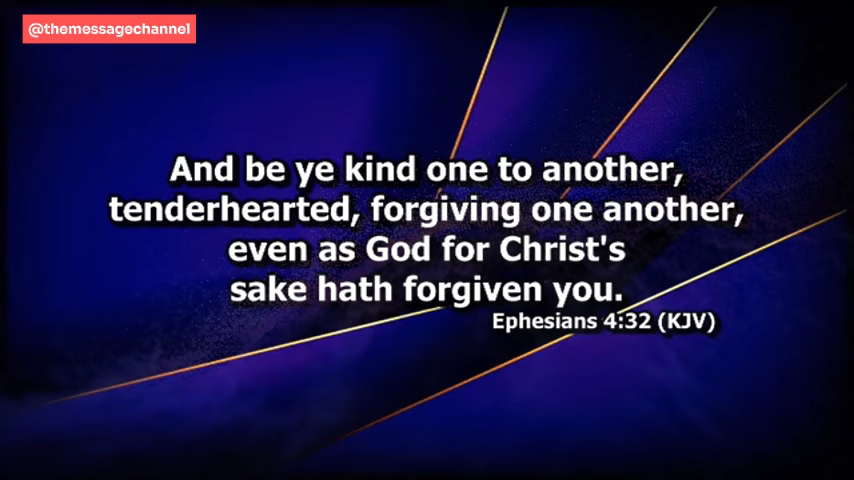 @themessagechannel
And be ye kind one to another,
tenderhearted, forgiving one another,
even as God for Christ's
sake hath forgiven you.
Ephesians 4:32 (KJV)